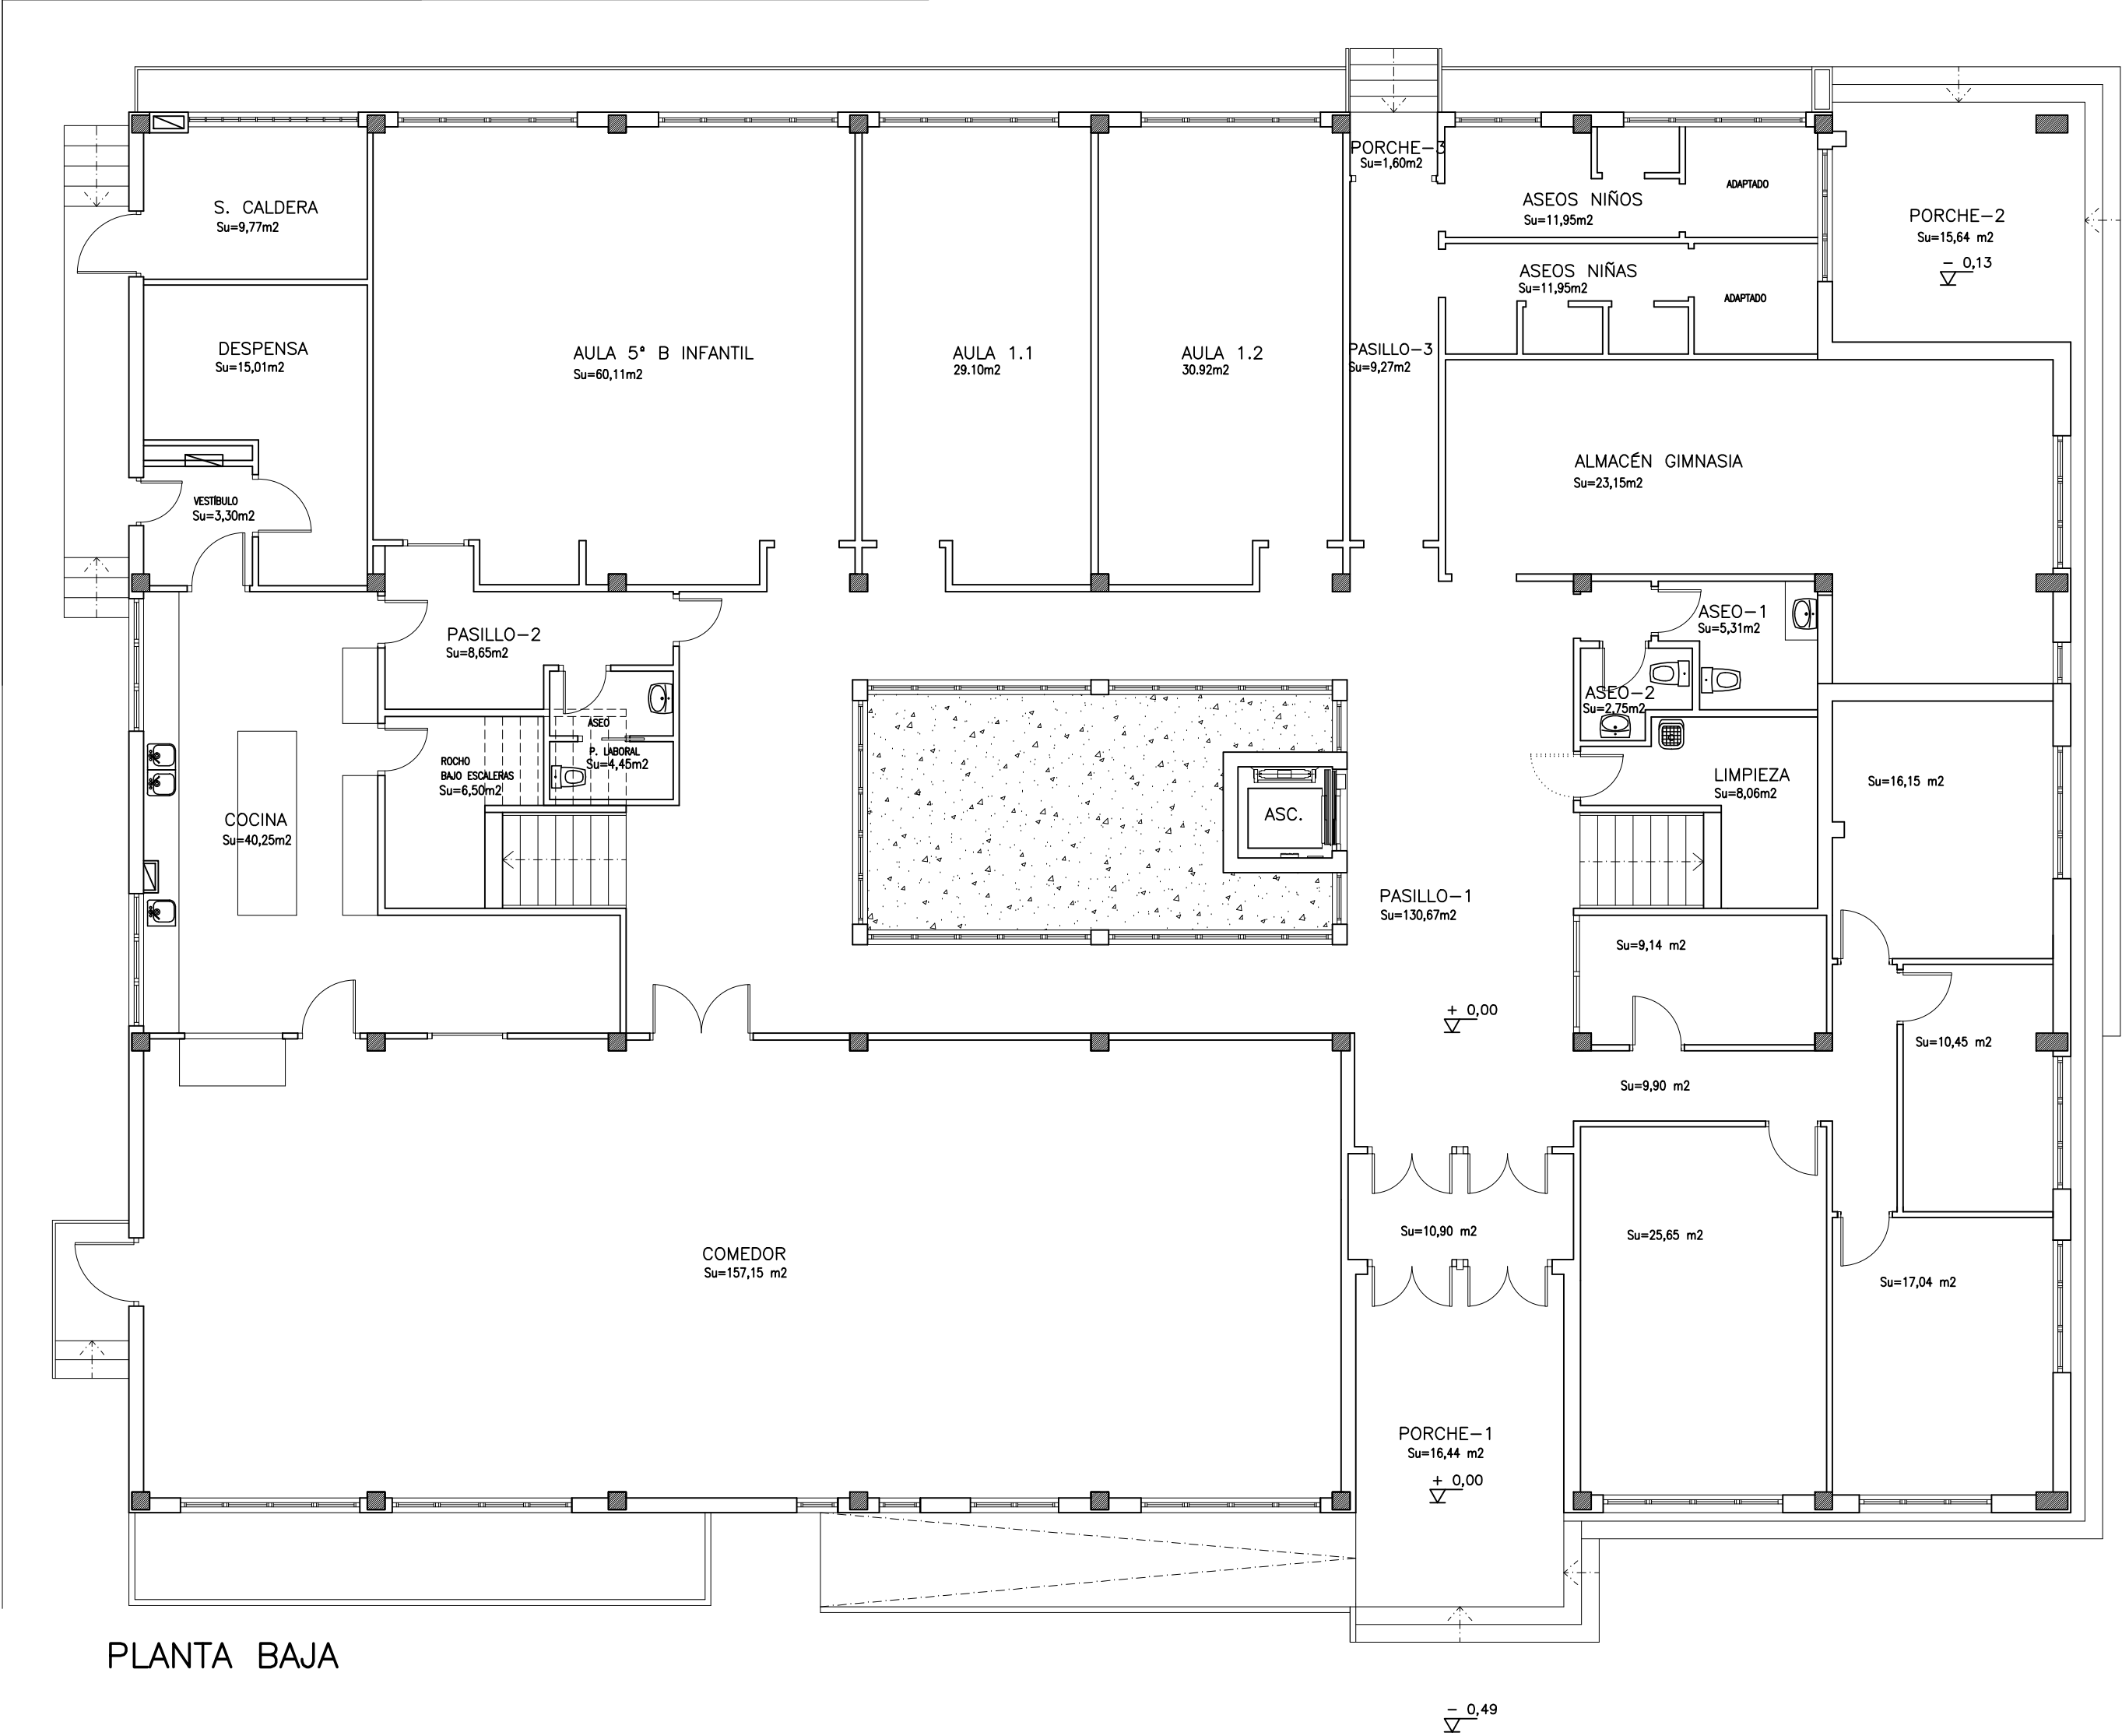 PORCHE-3
Su=1,60m2
S. CALDERA
Su=9,77m2
ASEOS NIÑOS
Su=11,95m2
ADAPTADO
PORCHE-2
Su=15,64 m2
- 0,13
ASEOS NIÑAS
Su=11,95m2
ADAPTADO
DESPENSA
Su=15,01m2
AULA 5ª B INFANTIL
Su=60,11m2
AULA 1.1
29.10m2
AULA 1.2
30.92m2
PASILLO-3
Su=9,27m2
ALMACÉN GIMNASIA
Su=23,15m2
VESTÍBULO
Su=3,30m2
PASILLO-2
Su=8,65m2
ASEO-1
Su=5,31m2
ASEO-2
Su=2,75m2
ASEO
P. LABORAL
Su=4,45m2
ROCHO
BAJO ESCALERAS
Su=6,50m2
LIMPIEZA
Su=8,06m2
Su=16,15 m2
COCINA
Su=40,25m2
ASC.
PASILLO-1
Su=130,67m2
Su=9,14 m2
+ 0,00
Su=10,45 m2
Su=9,90 m2
Su=10,90 m2
Su=25,65 m2
COMEDOR
Su=157,15 m2
Su=17,04 m2
PORCHE-1
Su=16,44 m2
+ 0,00
PLANTA BAJA
- 0,49